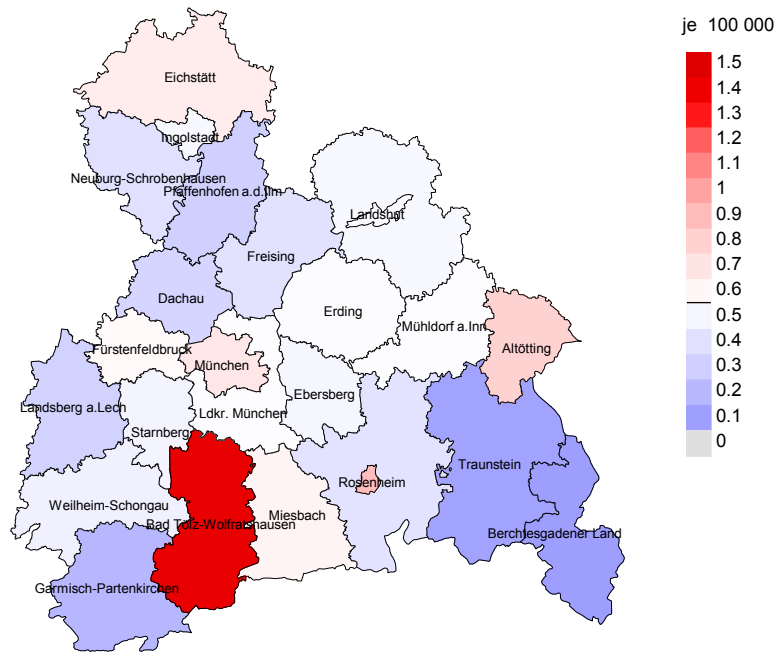 je 100 000
1.5
1.4
1.3
1.2
1.1
1
0.9
0.8
0.7
0.6
0.5
0.4
0.3
0.2
0.1
0
Eichstätt
Ingolstadt
Neuburg-Schrobenhausen
Pfaffenhofen a.d.Ilm
Landshut
Freising
Dachau
Erding
Mühldorf a.Inn
Altötting
Fürstenfeldbruck
München
Ebersberg
Landsberg a.Lech
Ldkr. München
Starnberg
Traunstein
Rosenheim
Weilheim-Schongau
Miesbach
Bad Tölz-Wolfratshausen
Berchtesgadener Land
Garmisch-Partenkirchen